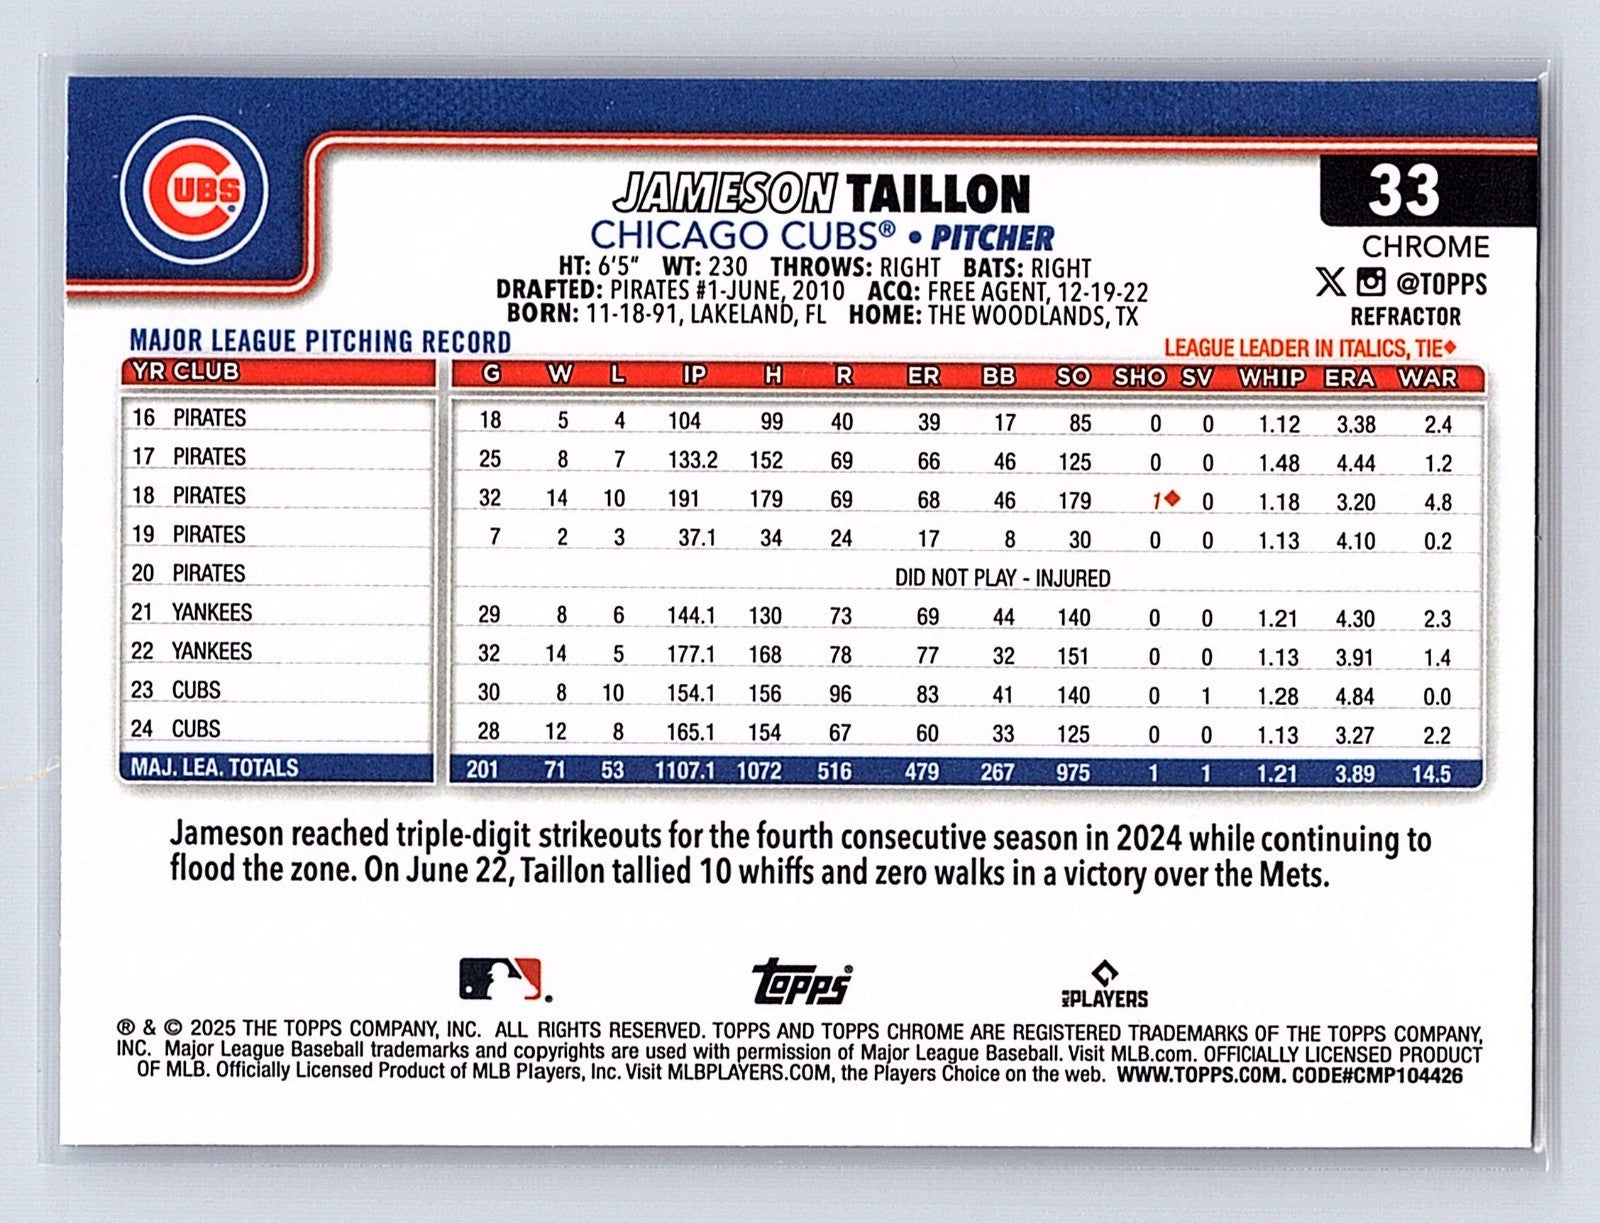 CUBS
33
JAMESON TAILLON
CHICAGO CUBS® • PITCHER
CHROME
HT: 6'5" WT: 230 THROWS: RIGHT BATS: RIGHT
X @TOPPS
DRAFTED: PIRATES #1-JUNE, 2010 ACQ: FREE AGENT, 12-19-22
BORN: 11-18-91, LAKELAND, FL HOME: THE WOODLANDS, TX
REFRACTOR
MAJOR LEAGUE PITCHING RECORD
LEAGUE LEADER IN ITALICS, TIE◆
YR CLUB G W L IP H R ER BB SO SHO SV WHIP ERA WAR
16 PIRATES 18 5 4 104 99 40 39 17 85 0 0 1.12 3.38 2.4
17 PIRATES 25 8 7 133.2 152 69 66 46 125 0 0 1.48 4.44 1.2
18 PIRATES 32 14 10 191 179 69 68 46 179 1◆ 0 1.18 3.20 4.8
19 PIRATES 7 2 3 37.1 34 24 17 8 30 0 0 1.13 4.10 0.2
20 PIRATES DID NOT PLAY - INJURED
21 YANKEES 29 8 6 144.1 130 73 69 44 140 0 0 1.21 4.30 2.3
22 YANKEES 32 14 5 177.1 168 78 77 32 151 0 0 1.13 3.91 1.4
23 CUBS 30 8 10 154.1 156 96 83 41 140 0 1 1.28 4.84 0.0
24 CUBS 28 12 8 165.1 154 67 60 33 125 0 0 1.13 3.27 2.2
MAJ. LEA. TOTALS 201 71 53 1107.1 1072 516 479 267 975 1 1 1.21 3.89 14.5
Jameson reached triple-digit strikeouts for the fourth consecutive season in 2024 while continuing to
flood the zone. On June 22, Taillon tallied 10 whiffs and zero walks in a victory over the Mets.
Topps®
MLB PLAYERS
® & © 2025 THE TOPPS COMPANY, INC. ALL RIGHTS RESERVED. TOPPS AND TOPPS CHROME ARE REGISTERED TRADEMARKS OF THE TOPPS COMPANY,
INC. Major League Baseball trademarks and copyrights are used with permission of Major League Baseball. Visit MLB.com. OFFICIALLY LICENSED PRODUCT
OF MLB. Officially Licensed Product of MLB Players, Inc. Visit MLBPLAYERS.COM, the Players Choice on the web. WWW.TOPPS.COM. CODE#CMP104426